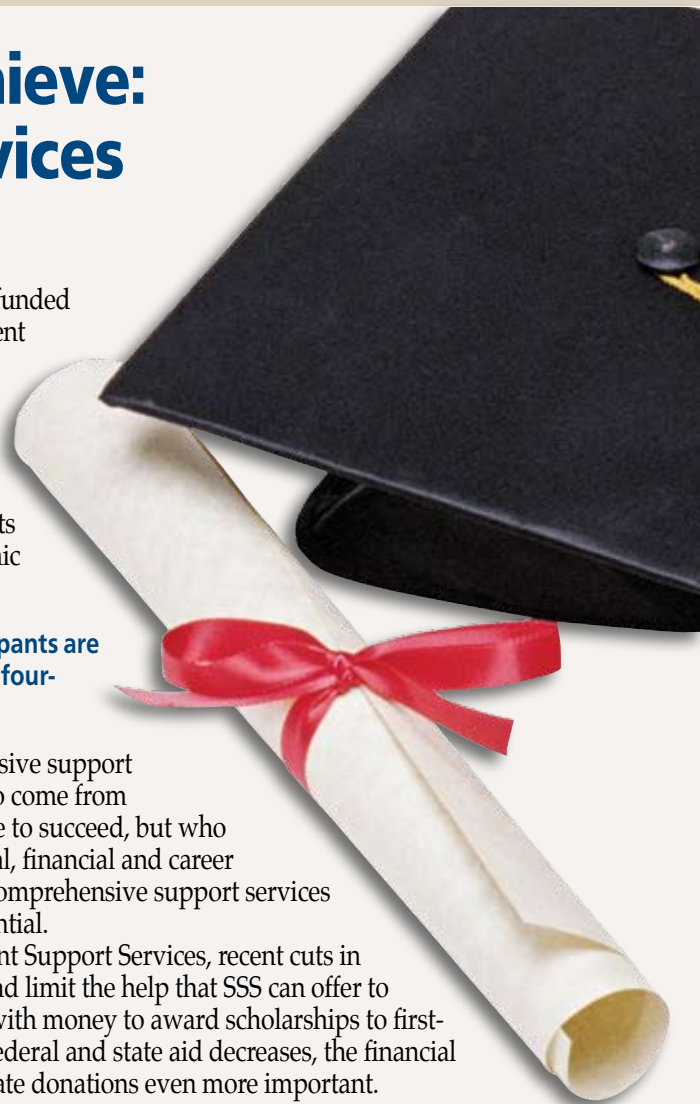 ieve:
vices
funded
ent
ts
nic
pants are
four-
sive support
o come from
e to succeed, but who
al, financial and career
omprehensive support services
ntial.
nt Support Services, recent cuts in
nd limit the help that SSS can offer to
with money to award scholarships to first-
ederal and state aid decreases, the financial
ate donations even more important.